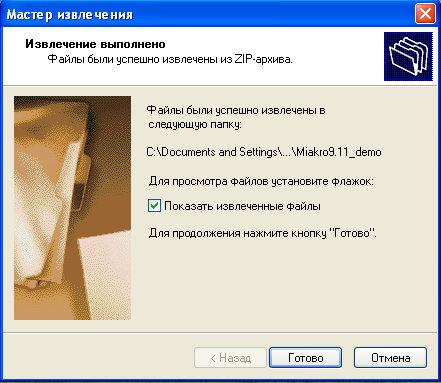 Мастер извлечения
Извлечение выполнено
Файлы были успешно извлечены из ZIP-архива.
Файлы были успешно извлечены в
следующую папку:
C:\Documents and Settings\...\Miakro9.11_demo
Для просмотра файлов установите флажок:
Показать извлеченные файлы
Для продолжения нажмите кнопку "Готово".
< Назад
Готово
Отмена